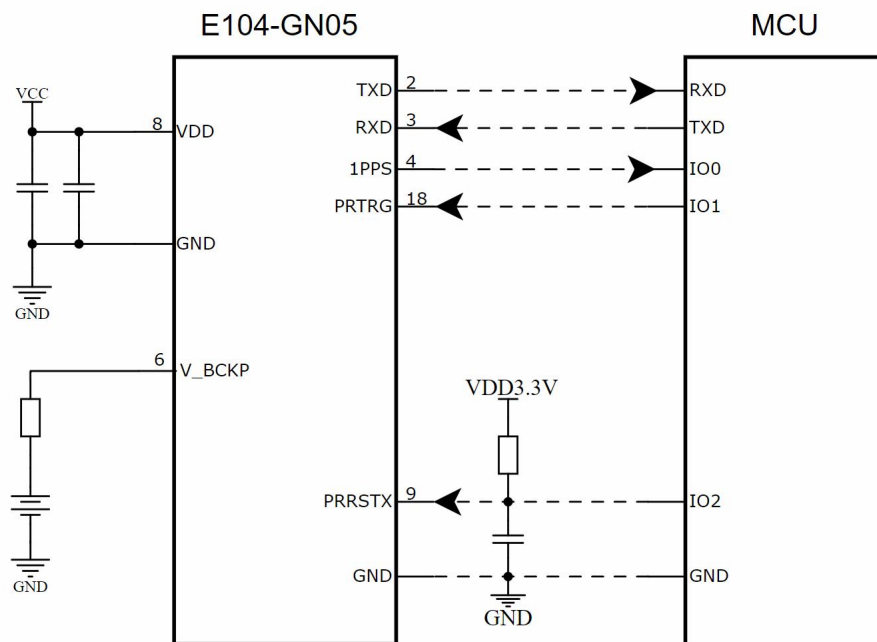 E104-GN05
MCU
TXD 2
RXD
VCC
RXD 3
TXD
8 VDD
1PPS 4
IO0
PRTRG 18
IO1
GND
GND
6 V_BCKP
VDD3.3V
PRRSTX 9
IO2
GND
GND
GND
GND